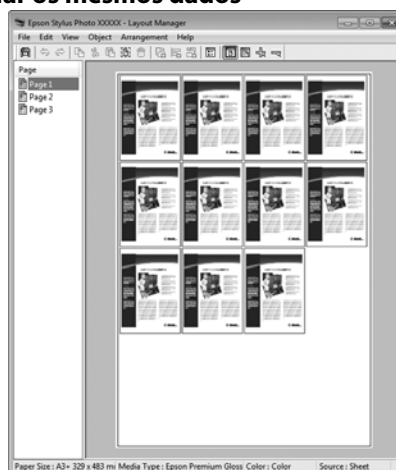 os mesmos dados
Epson Stylus Photo XXXXX - Layout Manager
File Edit View Object Arrangement Help
Page
Page 1
Page 2
Page 3
Paper Size : A3+ 329 x 483 mi Media Type : Epson Premium Gloss Color : Color Source : Sheet